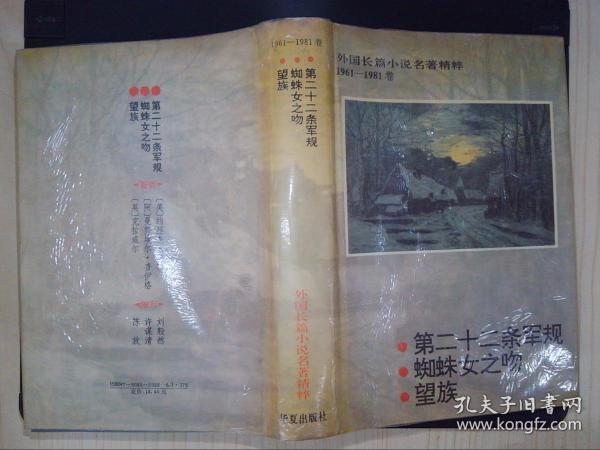 外国长篇小说名著精粹
1961—1981卷
第二十二条军规
蜘蛛女之吻
望族
1961—1981卷
第二十二条军规
蜘蛛女之吻
望族
外国长篇小说名著精粹
华夏出版社
第二十二条军规
蜘蛛女之吻
望族
刘毅然
许谋清
孔夫子旧书网
www.kongfz.com